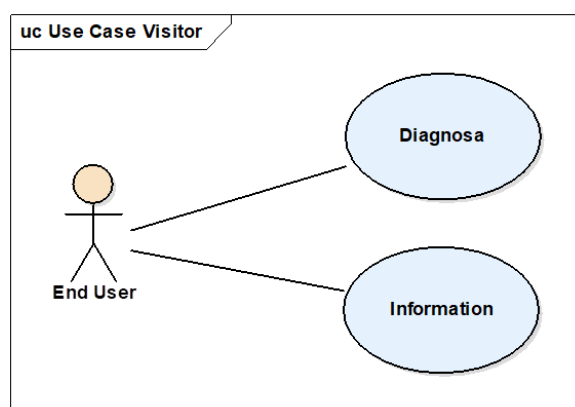 uc Use Case Visitor
Diagnosa
End User
Information